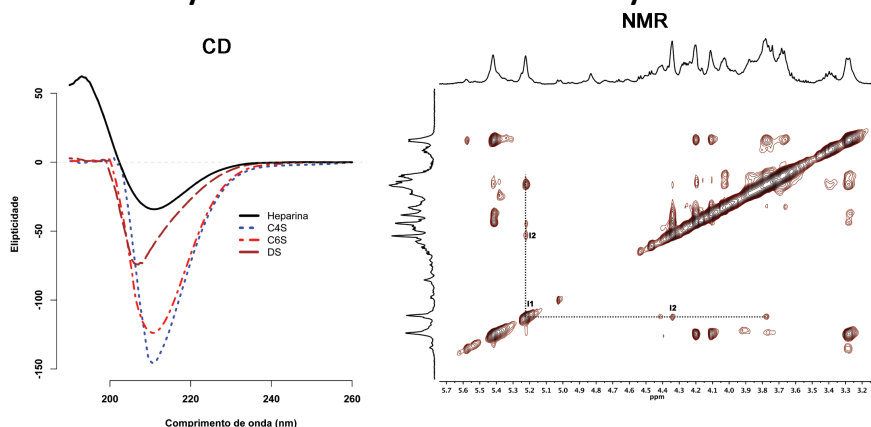 NMR
CD
50
0
-50
-100
-150
Elipticidade
Heparina
C4S
C6S
DS
200
220
240
260
Comprimento de onda (nm)
I2
I1
I2
5.7 5.6 5.5 5.4 5.3 5.2 5.1 5.0 4.9 4.8 4.7 4.6 4.5 4.4 4.3 4.2 4.1 4.0 3.9 3.8 3.7 3.6 3.5 3.4 3.3 3.2
ppm